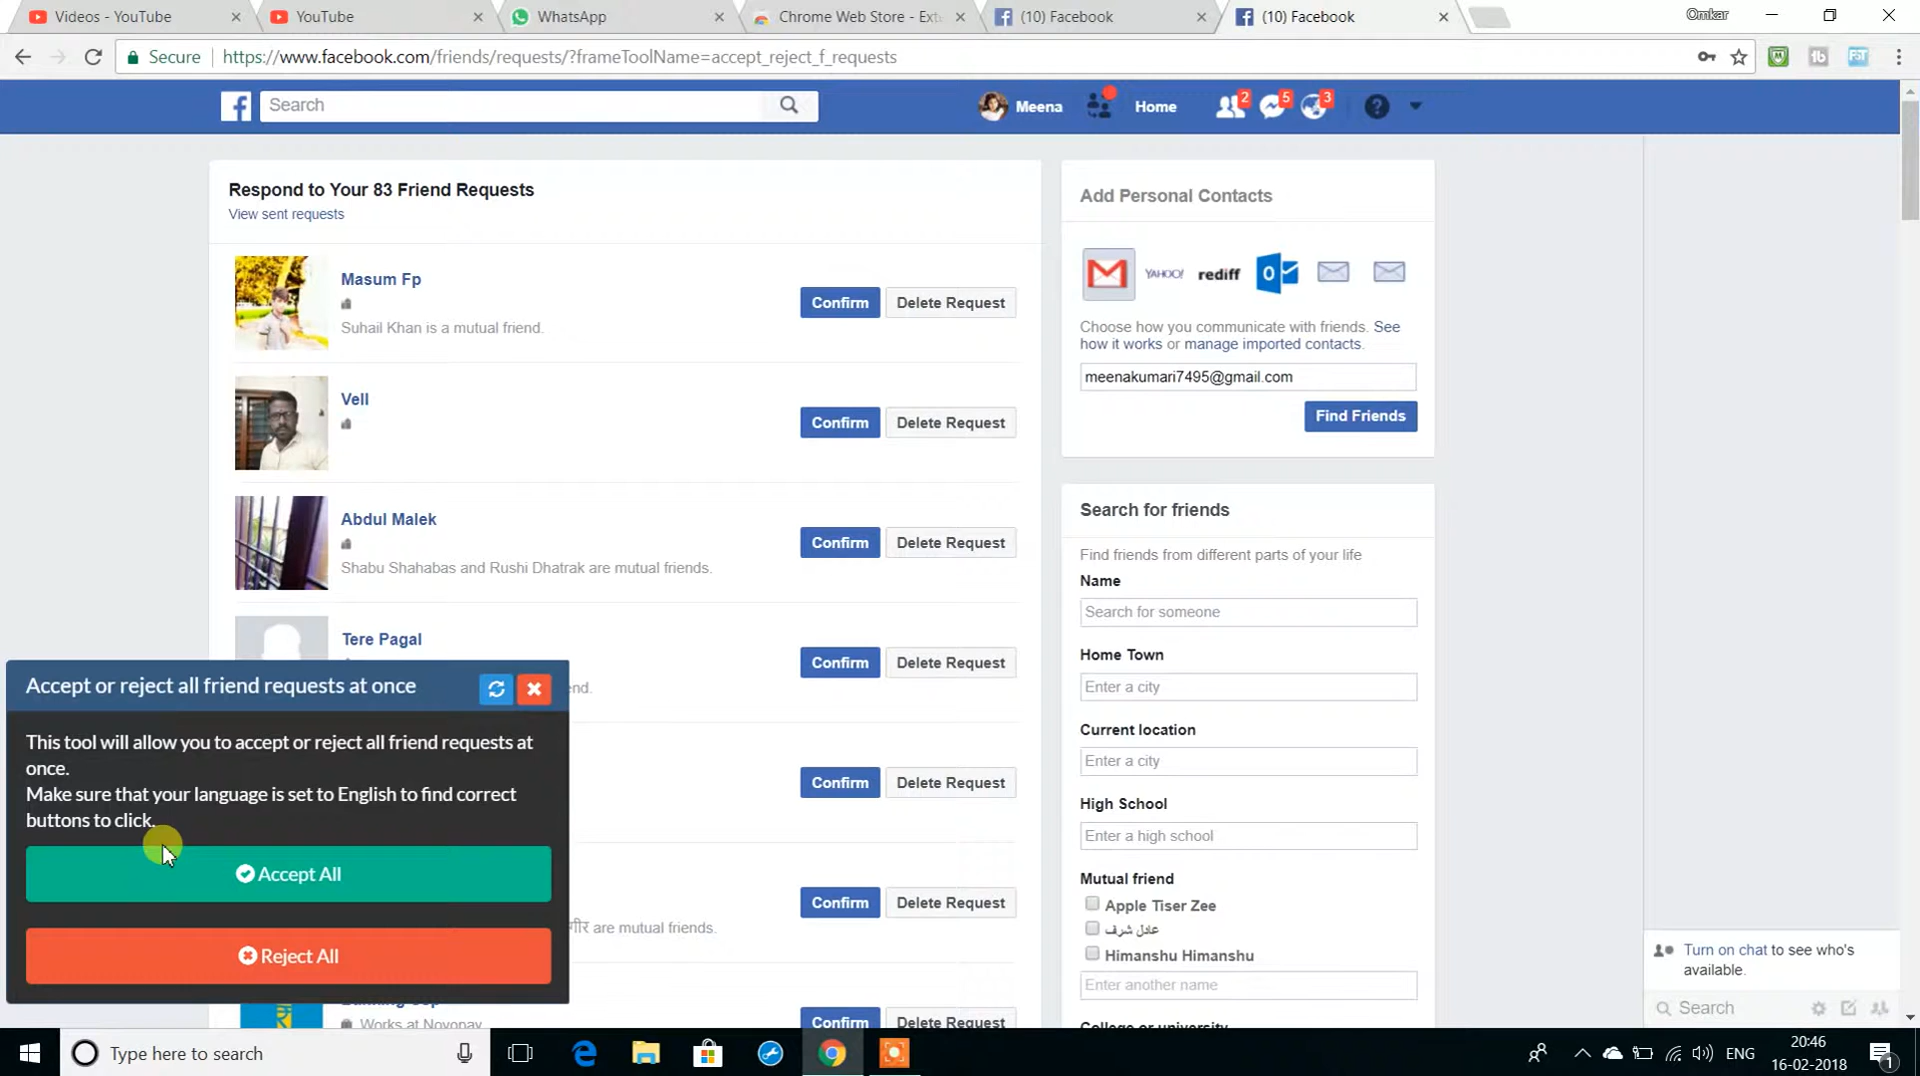 Videos - YouTube
YouTube
WhatsApp
Chrome Web Store - Ext
(10) Facebook
(10) Facebook
Omkar
Secure
https://www.facebook.com/friends/requests/?frameToolName=accept_reject_f_requests
Search
Meena
Home
2
5
3
Respond to Your 83 Friend Requests
View sent requests
Masum Fp
Suhail Khan is a mutual friend.
Confirm
Delete Request
Vell
Confirm
Delete Request
Abdul Malek
Shabu Shahabas and Rushi Dhatrak are mutual friends.
Confirm
Delete Request
Tere Pagal
end.
Confirm
Delete Request
Confirm
Delete Request
are mutual friends.
Confirm
Delete Request
Works at Novopay
Confirm
Delete Request
Add Personal Contacts
YAHOO!
rediff
Choose how you communicate with friends. See
how it works or manage imported contacts.
meenakumari7495@gmail.com
Find Friends
Search for friends
Find friends from different parts of your life
Name
Search for someone
Home Town
Enter a city
Current location
Enter a city
High School
Enter a high school
Mutual friend
Apple Tiser Zee
عادل شرف
Himanshu Himanshu
Enter another name
College or university
Accept or reject all friend requests at once
This tool will allow you to accept or reject all friend requests at
once.
Make sure that your language is set to English to find correct
buttons to click.
Accept All
Reject All
Turn on chat to see who's
available.
Search
Type here to search
ENG
20:46
16-02-2018
1